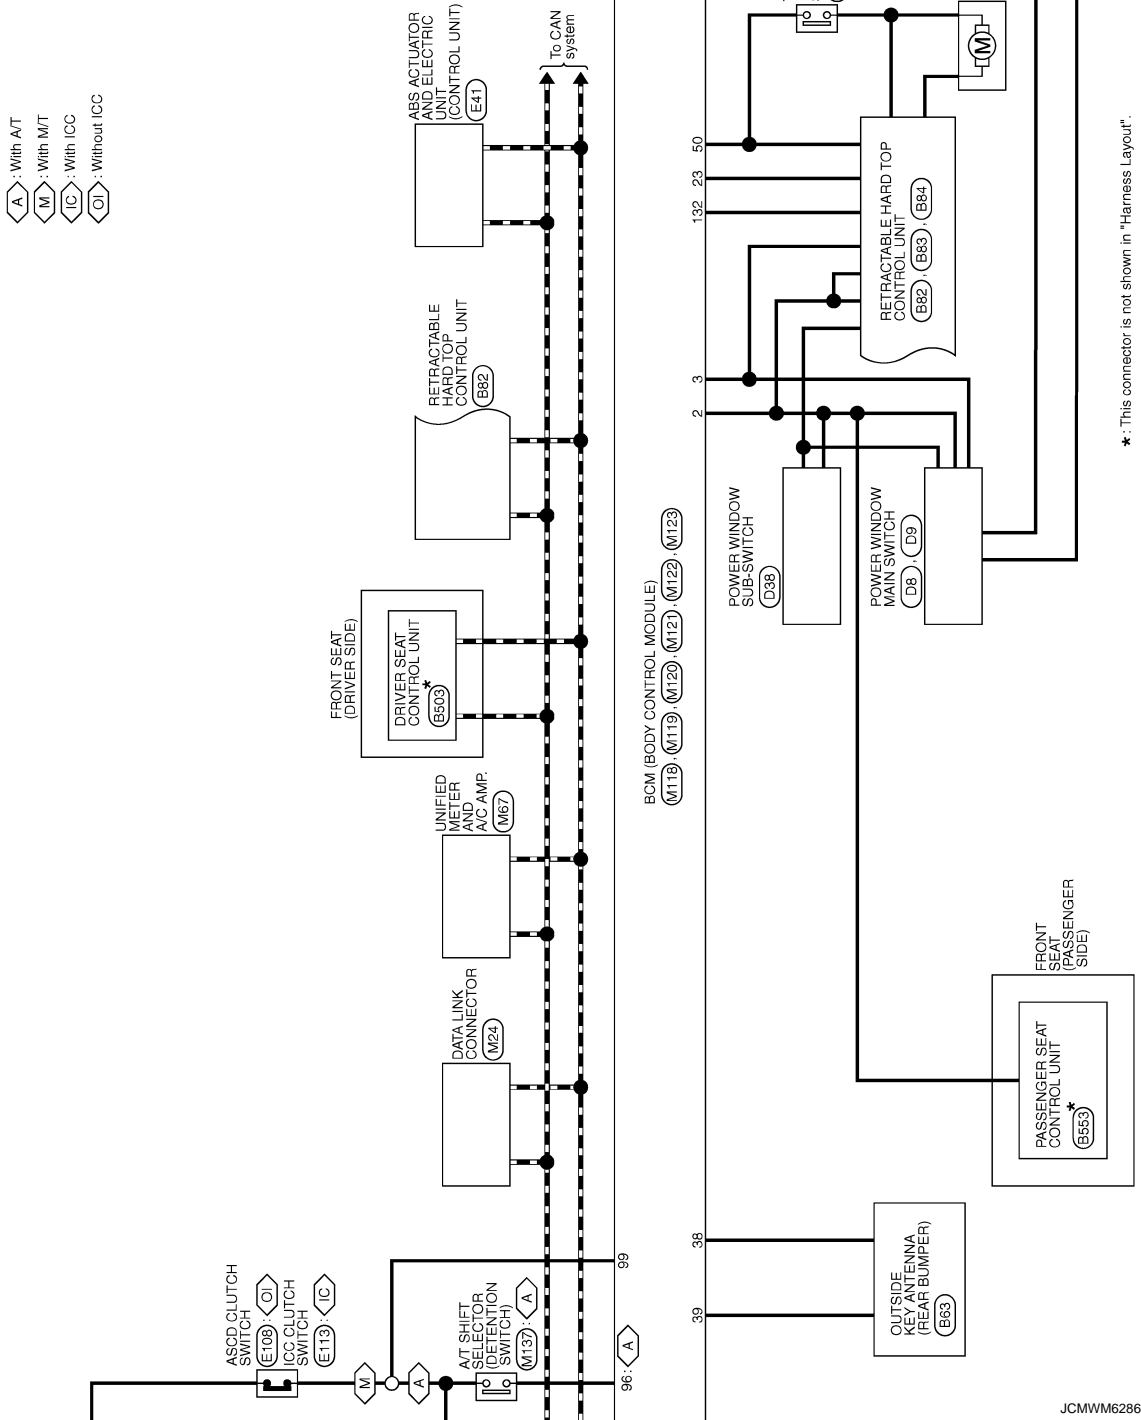 A : With A/T
M : With M/T
IC : With ICC
OI : Without ICC
ASCD CLUTCH
SWITCH
E108 : OI
ICC CLUTCH
SWITCH
E113 : IC
M
A
A/T SHIFT
SELECTOR
(DETENTION
SWITCH)
M137 : A
DATA LINK
CONNECTOR
M24
UNIFIED
METER
AND
A/C AMP.
M67
FRONT SEAT
(DRIVER SIDE)
DRIVER SEAT
CONTROL UNIT
*
B503
RETRACTABLE
HARD TOP
CONTROL UNIT
B82
ABS ACTUATOR
AND ELECTRIC
UNIT
(CONTROL UNIT)
E41
To CAN
system
96 : A
99
BCM (BODY CONTROL MODULE)
M118 , M119 , M120 , M121 , M122 , M123
39
38
2
3
132
23
50
OUTSIDE
KEY ANTENNA
(REAR BUMPER)
B63
POWER WINDOW
SUB-SWITCH
D38
POWER WINDOW
MAIN SWITCH
D8 , D9
RETRACTABLE HARD TOP
CONTROL UNIT
B82 , B83 , B84
M
FRONT
SEAT
(PASSENGER
SIDE)
PASSENGER SEAT
CONTROL UNIT
*
B553
* : This connector is not shown in "Harness Layout".
JCMWM6286